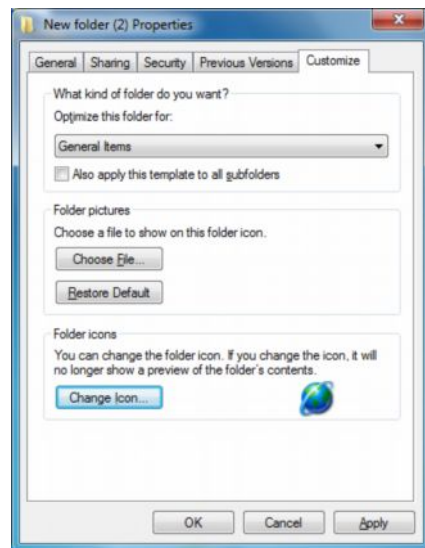 New folder (2) Properties
General Sharing Security Previous Versions Customize
What kind of folder do you want?
Optimize this folder for:
General Items
Also apply this template to all subfolders
Folder pictures
Choose a file to show on this folder icon.
Choose File...
Restore Default
Folder icons
You can change the folder icon. If you change the icon, it will
no longer show a preview of the folder's contents.
Change Icon...
OK Cancel Apply